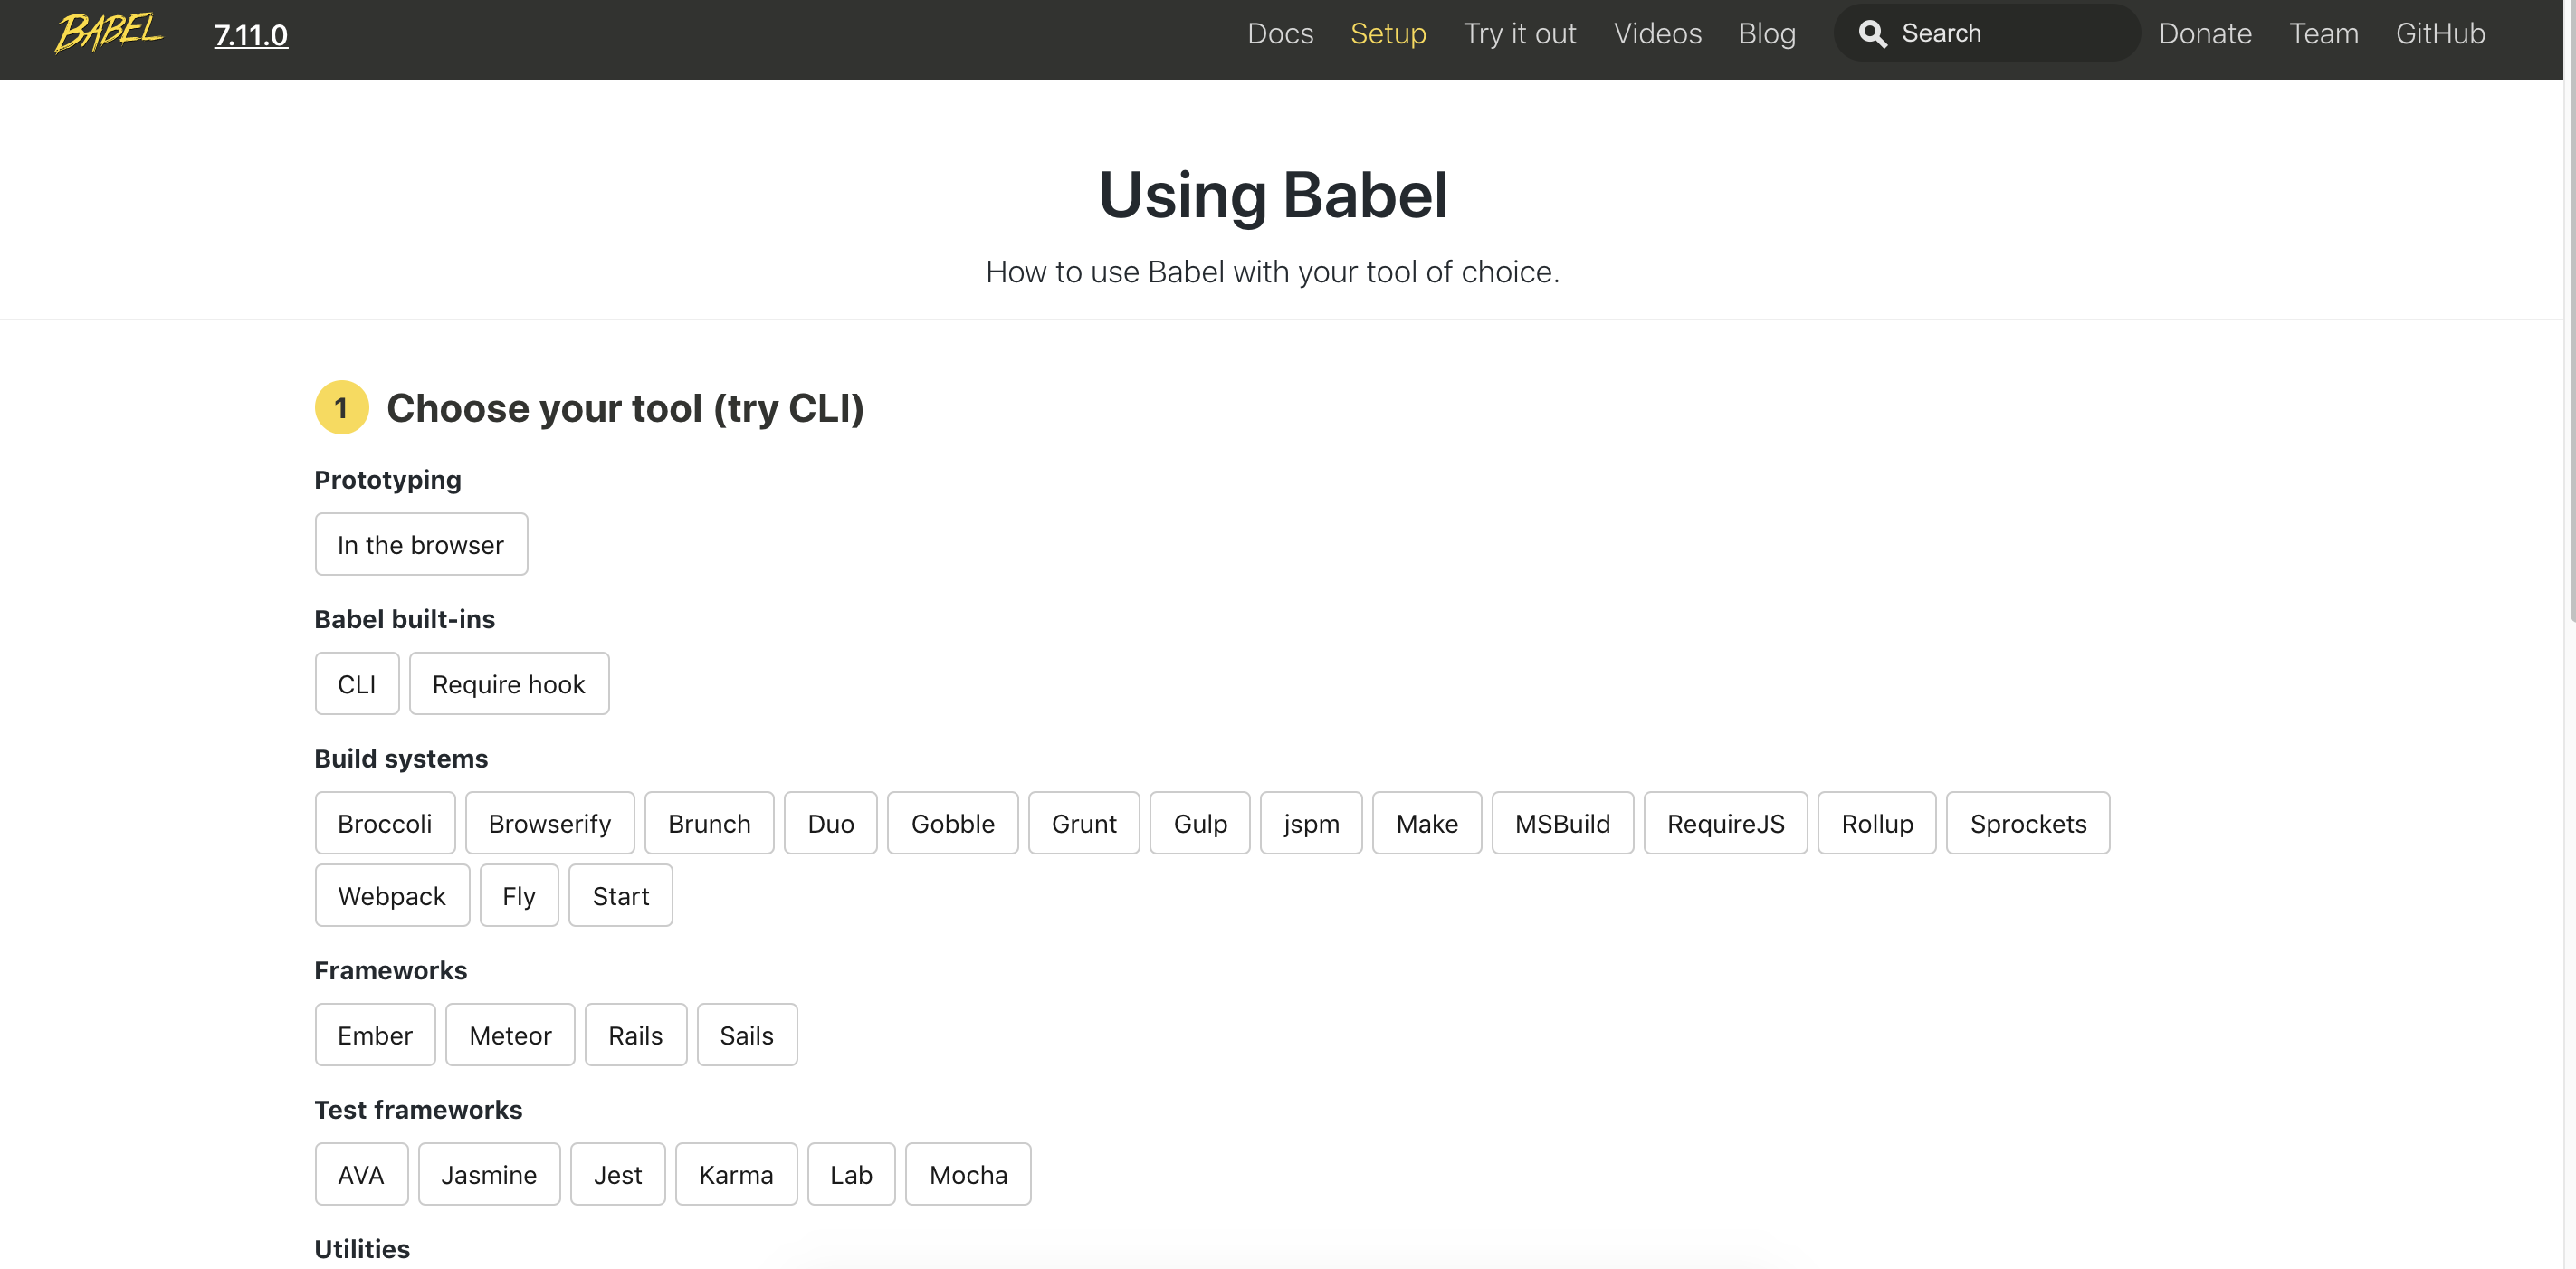 BABEL 7.11.0 Docs Setup Try it out Videos Blog Search Donate Team GitHub
Using Babel
How to use Babel with your tool of choice.
1 Choose your tool (try CLI)
Prototyping
In the browser
Babel built-ins
CLI Require hook
Build systems
Broccoli Browserify Brunch Duo Gobble Grunt Gulp jspm Make MSBuild RequireJS Rollup Sprockets
Webpack Fly Start
Frameworks
Ember Meteor Rails Sails
Test frameworks
AVA Jasmine Jest Karma Lab Mocha
Utilities